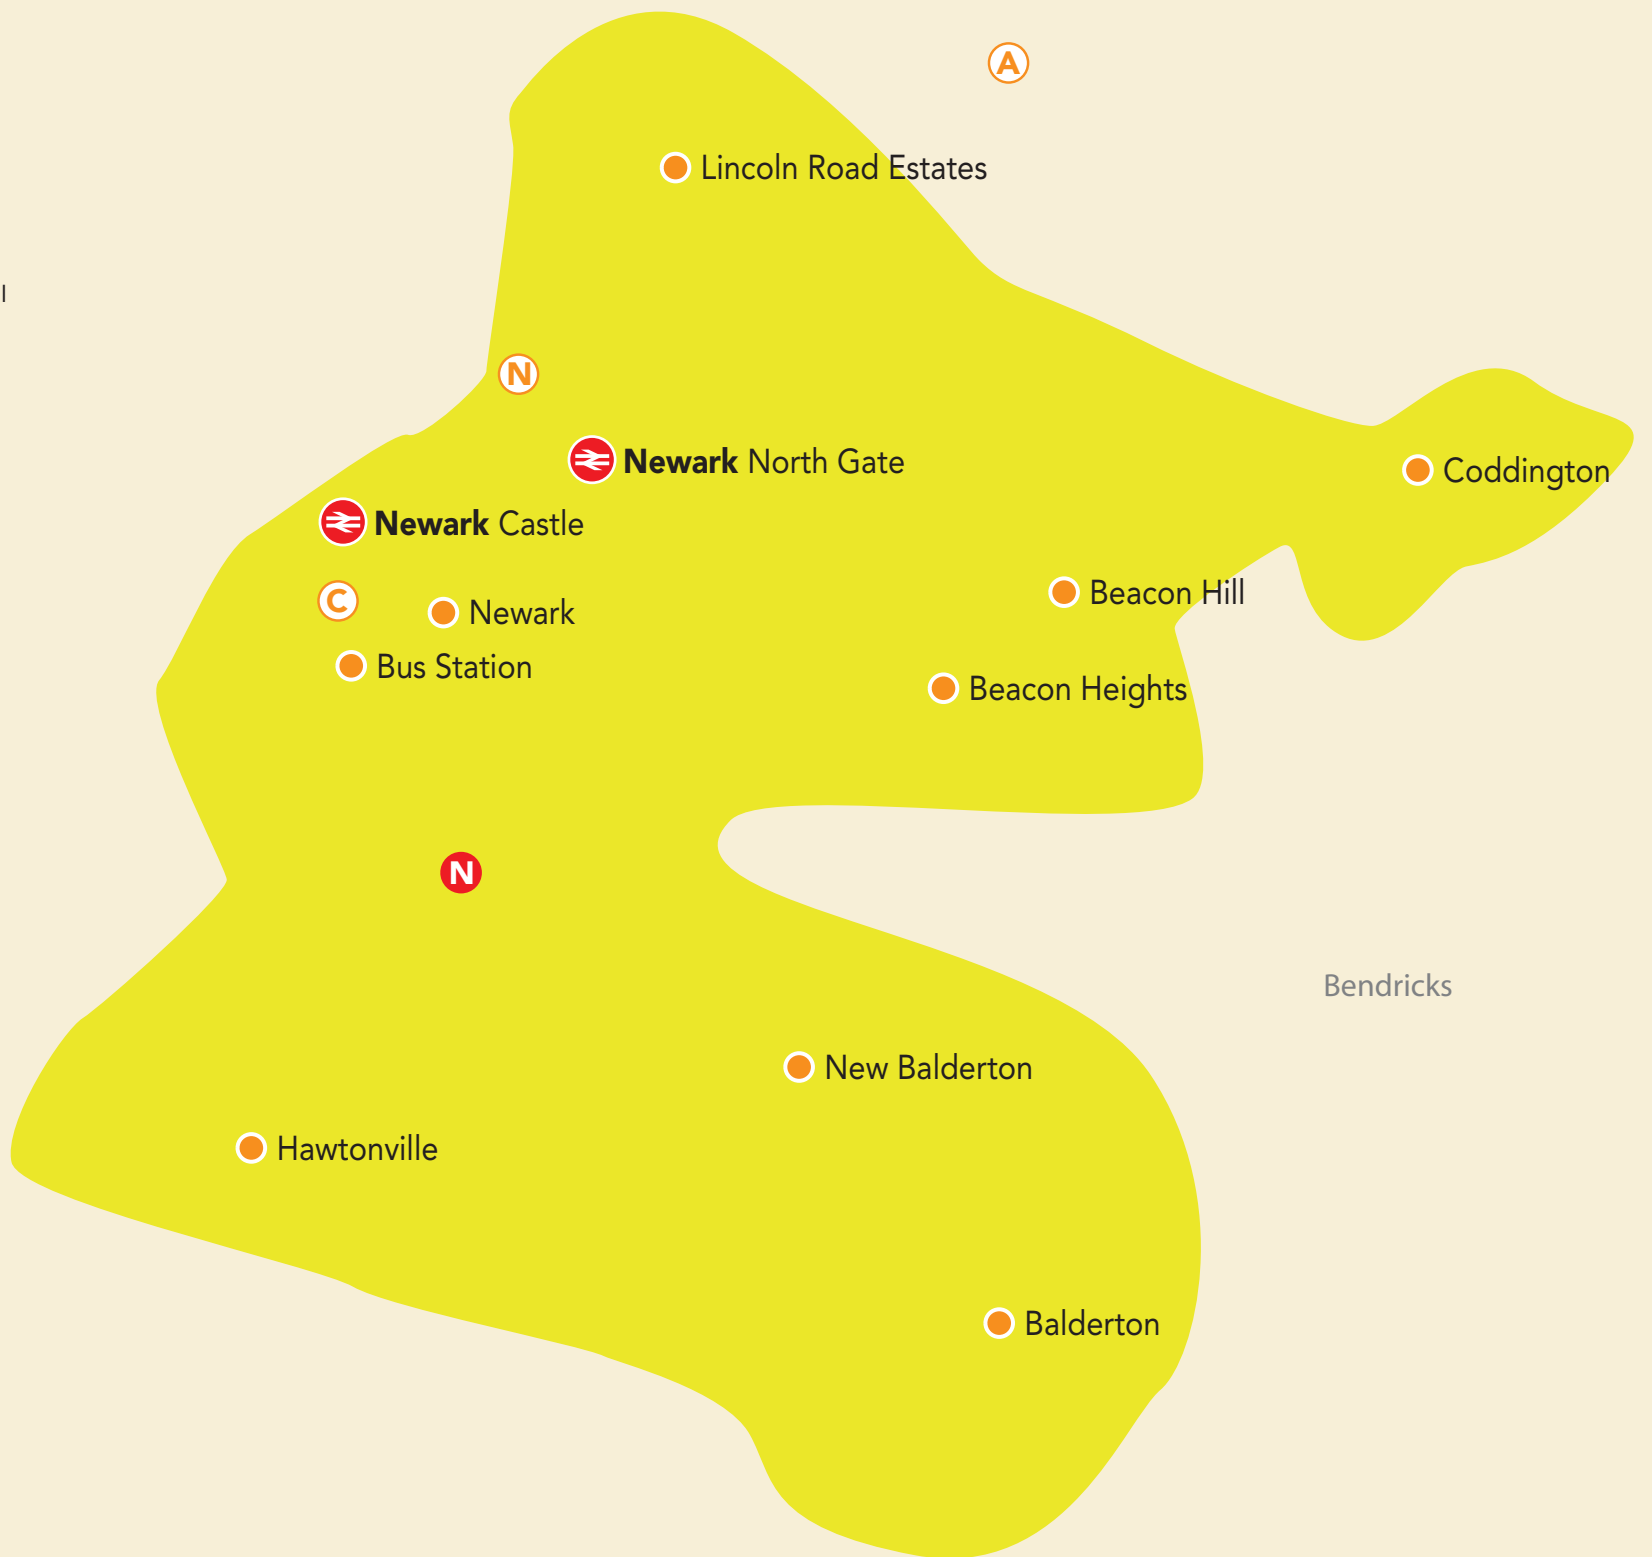 A
Lincoln Road Estates
l
N
Newark North Gate
Coddington
Newark Castle
Beacon Hill
C
Newark
Bus Station
Beacon Heights
N
Bendricks
New Balderton
Hawtonville
Balderton